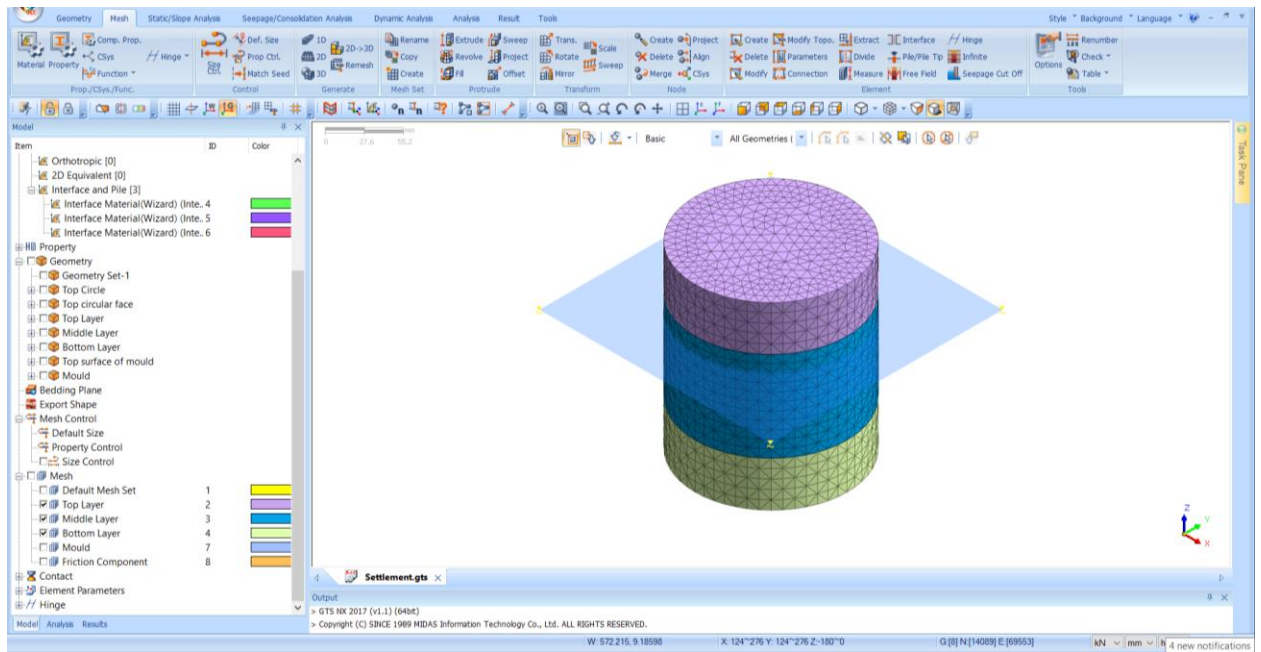 Geometry Mesh Static/Slope Analysis Seepage/Consolidation Analysis Dynamic Analysis Analysis Result Tools Style Background Language
Comp. Prop. Def. Size 1D 2D->3D Rename Extrude Sweep Trans. Scale Create Project Create Modify Topo. Extract Interface Hinge Renumber
Material Property CSys Hinge Size Ctrl. Prop Ctrl. 2D Remesh Copy Revolve Project Rotate Sweep Delete Align Delete Parameters Divide Pile/Pile Tip Infinite Options Check
Function Match Seed 3D Create Fill Offset Mirror Merge CSys Modify Connection Measure Free Field Seepage Cut Off Table
Prop./CSys./Func. Control Generate Mesh Set Protrude Transform Node Element Tools
Model
Item ID Color
Orthotropic [0]
2D Equivalent [0]
Interface and Pile [3]
Interface Material(Wizard) (Inte.. 4
Interface Material(Wizard) (Inte.. 5
Interface Material(Wizard) (Inte.. 6
Property
Geometry
Geometry Set-1
Top Circle
Top circular face
Top Layer
Middle Layer
Bottom Layer
Top surface of mould
Mould
Bedding Plane
Export Shape
Mesh Control
Default Size
Property Control
Size Control
Mesh
Default Mesh Set 1
Top Layer 2
Middle Layer 3
Bottom Layer 4
Mould 7
Friction Component 8
Contact
Element Parameters
Hinge
Model Analysis Results
mm
0 27.6 55.2
Basic All Geometries (
Task Pane
Z
Y
X
Settlement.gts
Output
> GTS NX 2017 (v1.1) (64bit)
> Copyright (C) SINCE 1989 MIDAS Information Technology Co., Ltd. ALL RIGHTS RESERVED.
W: 572.215, 9.18598 X: 124~276 Y: 124~276 Z:-180~0 G:[8] N:[14089] E:[69553] kN mm
4 new notifications